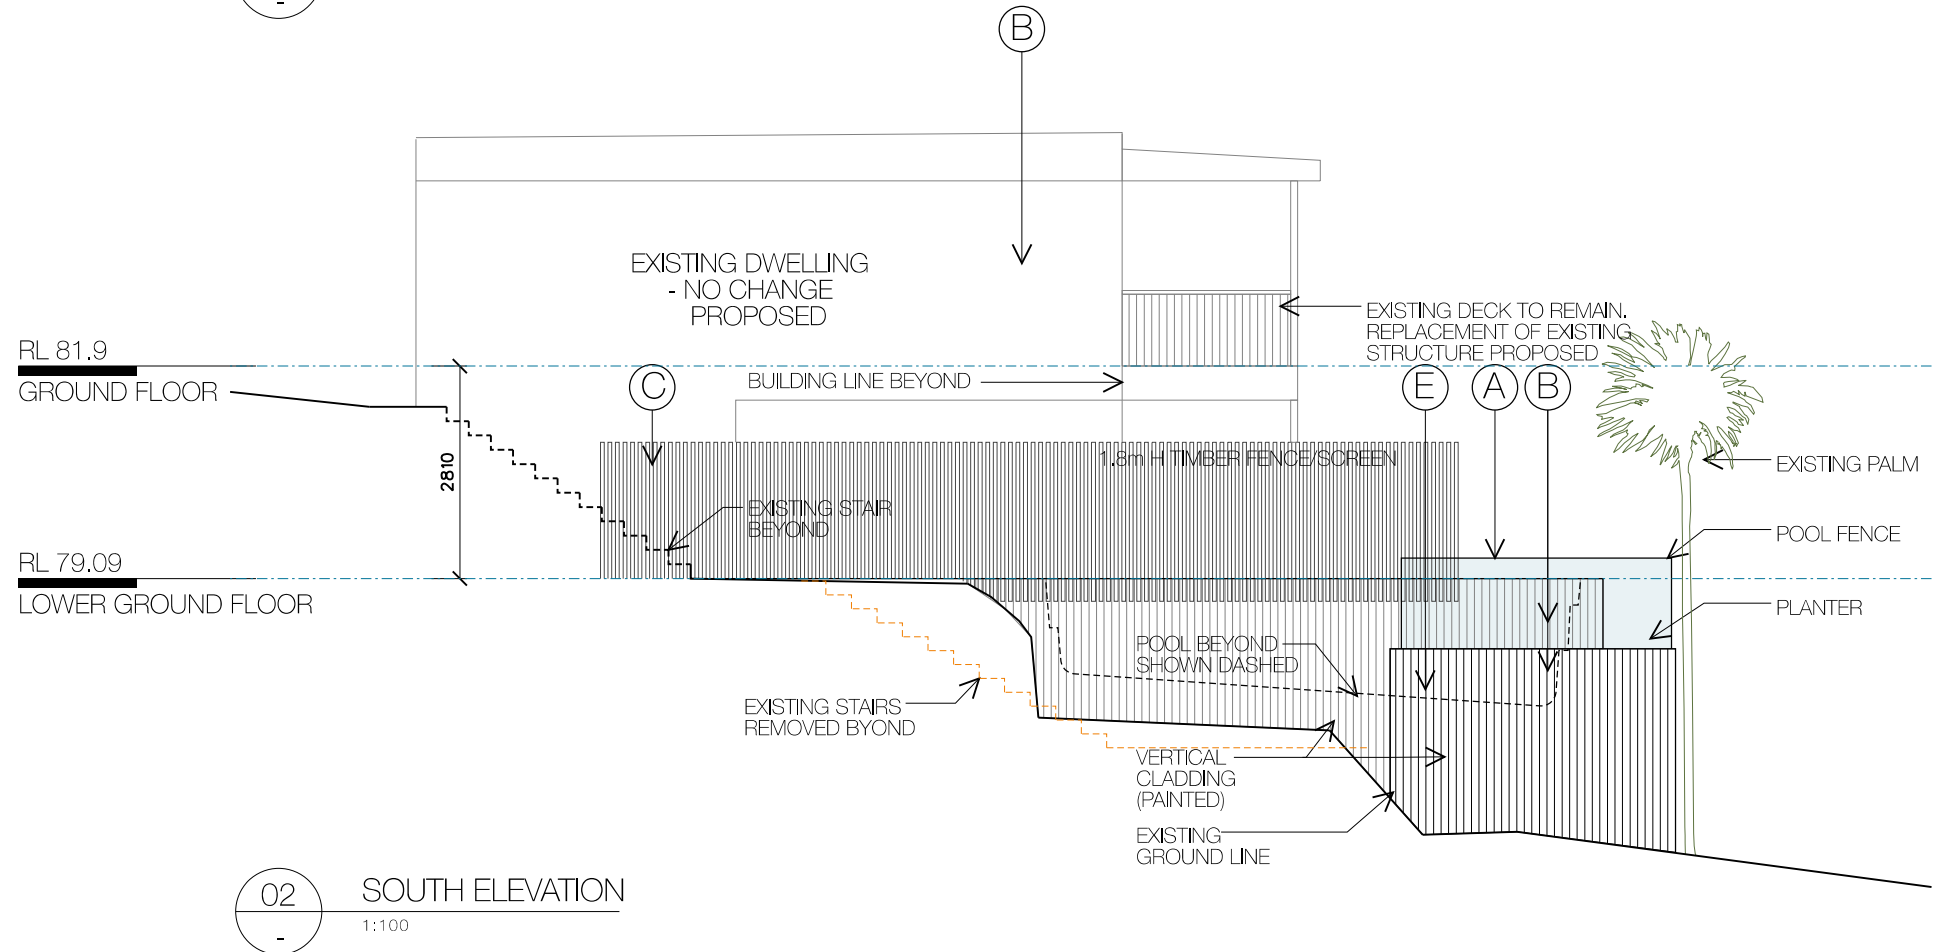 -
B
EXISTING DWELLING
- NO CHANGE
PROPOSED
EXISTING DECK TO REMAIN.
REPLACEMENT OF EXISTING
STRUCTURE PROPOSED
RL 81.9
GROUND FLOOR
BUILDING LINE BEYOND
C
E
A
B
2810
1.8m H TIMBER FENCE/SCREEN
EXISTING PALM
EXISTING STAIR
BEYOND
POOL FENCE
RL 79.09
LOWER GROUND FLOOR
PLANTER
POOL BEYOND
SHOWN DASHED
EXISTING STAIRS
REMOVED BYOND
VERTICAL
CLADDING
(PAINTED)
EXISTING
GROUND LINE
02
-
SOUTH ELEVATION
1:100